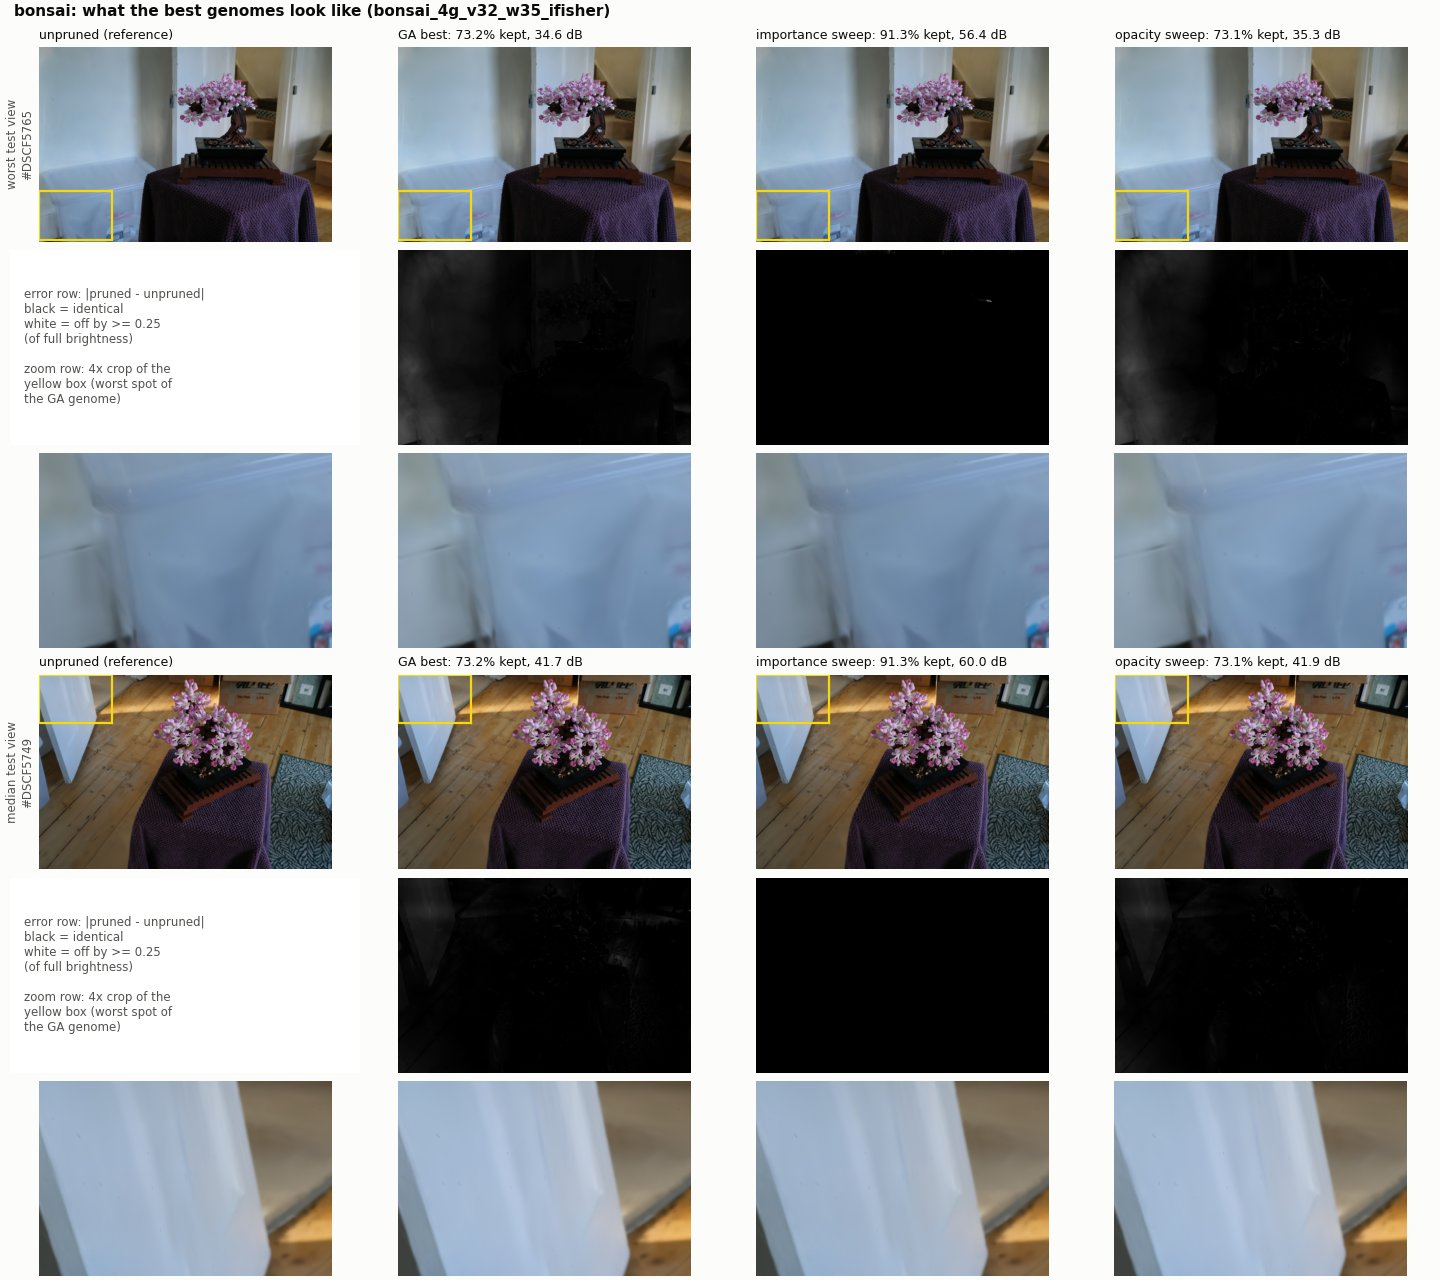 bonsai: what the best genomes look like (bonsai_4g_v32_w35_ifisher)
unpruned (reference)
GA best: 73.2% kept, 34.6 dB
importance sweep: 91.3% kept, 56.4 dB
opacity sweep: 73.1% kept, 35.3 dB
worst test view
#DSCF5765
error row: |pruned - unpruned|
black = identical
white = off by >= 0.25
(of full brightness)
zoom row: 4x crop of the
yellow box (worst spot of
the GA genome)
unpruned (reference)
GA best: 73.2% kept, 41.7 dB
importance sweep: 91.3% kept, 60.0 dB
opacity sweep: 73.1% kept, 41.9 dB
median test view
#DSCF5749
error row: |pruned - unpruned|
black = identical
white = off by >= 0.25
(of full brightness)
zoom row: 4x crop of the
yellow box (worst spot of
the GA genome)